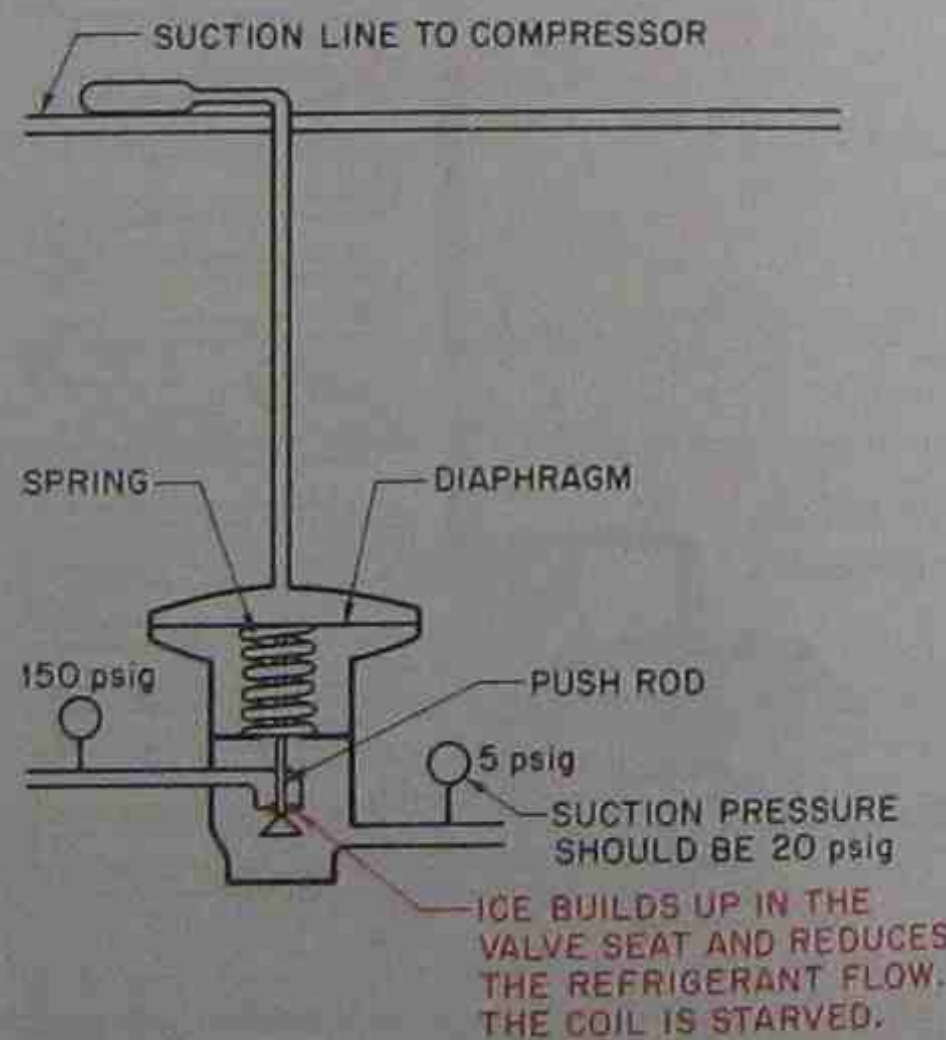 SUCTION LINE TO COMPRESSOR
SPRING
DIAPHRAGM
150 psig
PUSH ROD
5 psig
SUCTION PRESSURE
SHOULD BE 20 psig
ICE BUILDS UP IN THE
VALVE SEAT AND REDUCES
THE REFRIGERANT FLOW.
THE COIL IS STARVED.